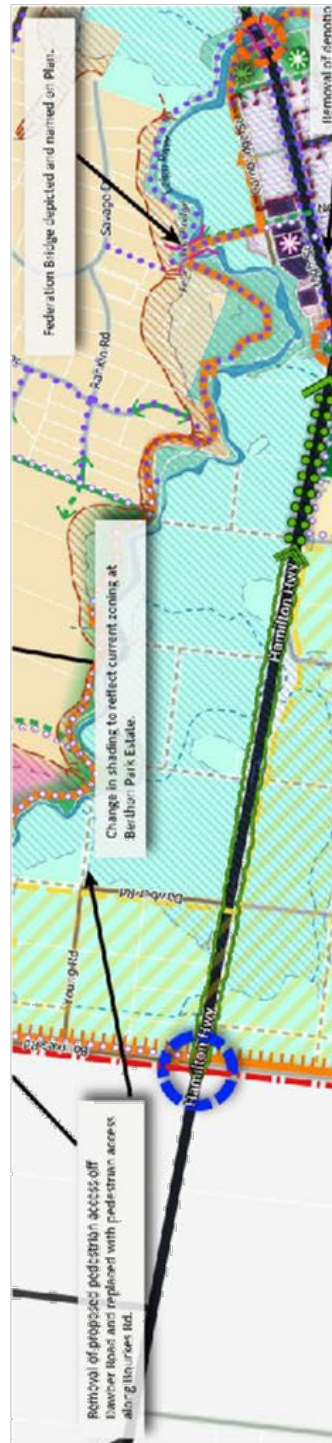 Removal of proposed pedestrian access off
Dawber Road and replaced with pedestrian access
along Bourkes Rd.
Change in shading to reflect current zoning at
Berthon Park Estate.
Federation Bridge depicted and named on Plan.
Removal of
Hamilton Hwy
Hamilton Hwy
Young Rd
Dawber Rd
Rankin Rd
Savage D